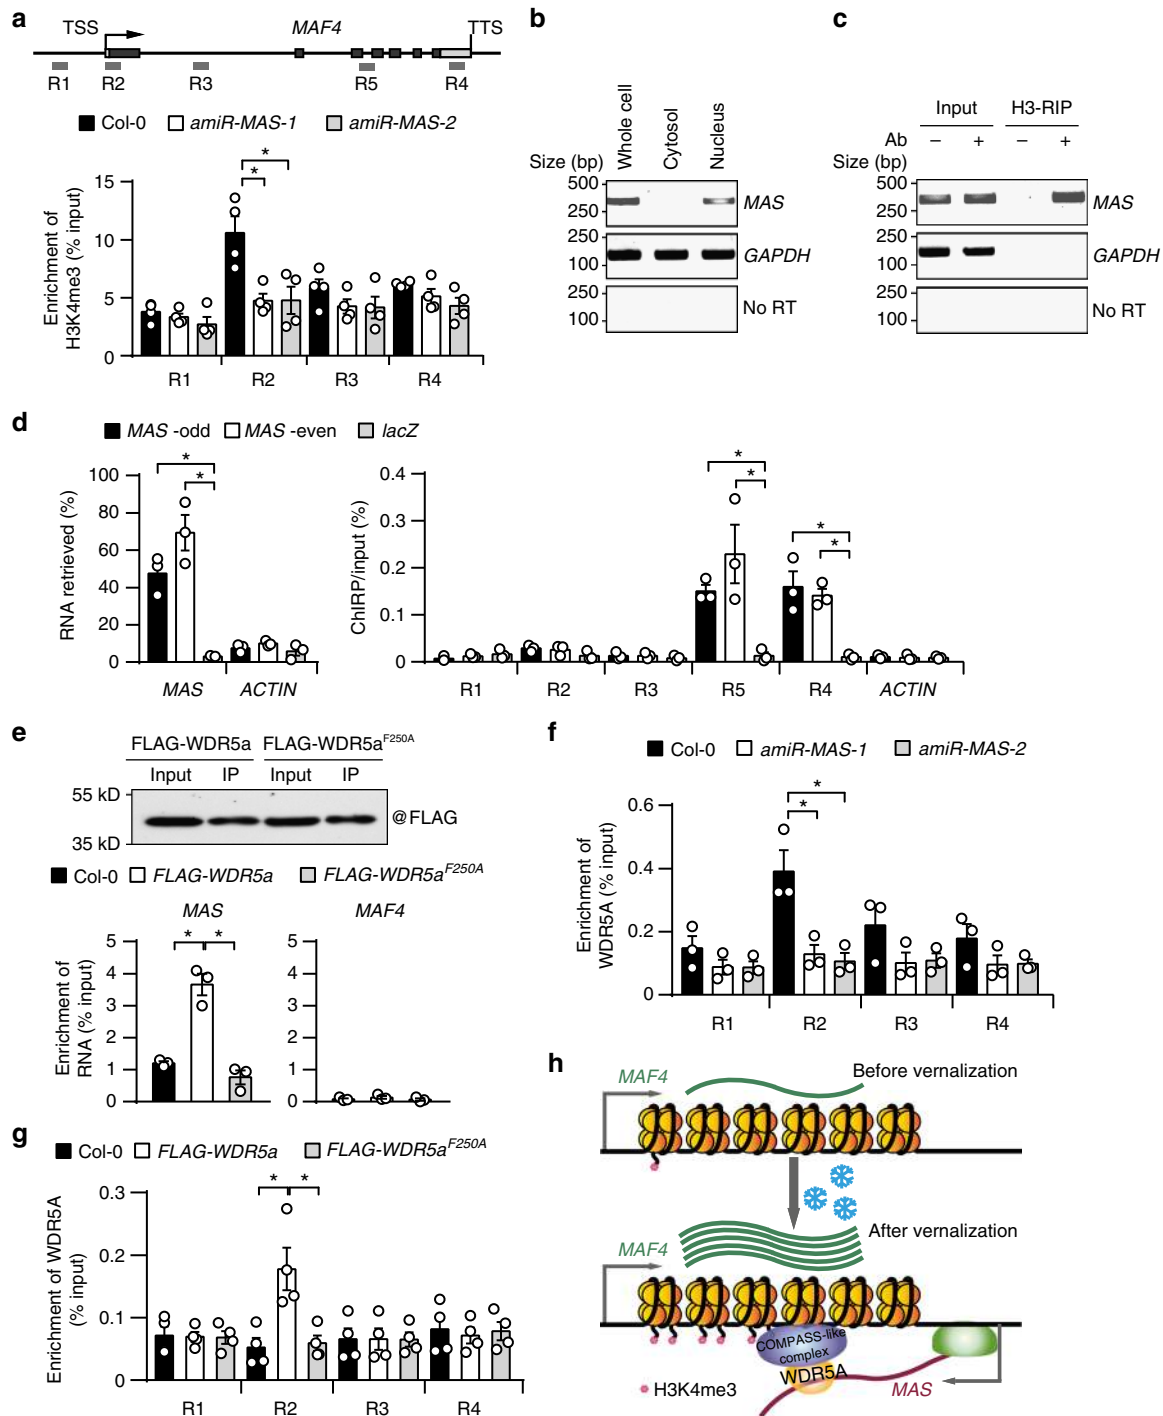 a
TSS MAF4 TTS
R1 R2 R3 R5 R4
Col-0 amiR-MAS-1 amiR-MAS-2
* *
Enrichment of H3K4me3 (% input)
15
10
5
0
R1 R2 R3 R4
b
Size (bp) Whole cell Cytosol Nucleus
500
250
MAS
250
100
GAPDH
250
100
No RT
c
Input H3-RIP
Ab − + − +
Size (bp)
500
250
MAS
250
100
GAPDH
250
100
No RT
d
MAS -odd MAS -even lacZ
* *
RNA retrieved (%)
100
80
60
40
20
0
MAS ACTIN
* * * *
ChIRP/input (%)
0.4
0.3
0.2
0.1
0
R1 R2 R3 R5 R4 ACTIN
e
FLAG-WDR5a FLAG-WDR5aF250A
Input IP Input IP
55 kD
35 kD
@FLAG
Col-0 FLAG-WDR5a FLAG-WDR5aF250A
MAS MAF4
* *
Enrichment of RNA (% input)
5
4
3
2
1
0
5
4
3
2
1
0
f
Col-0 amiR-MAS-1 amiR-MAS-2
* *
Enrichment of WDR5A (% input)
0.6
0.4
0.2
0
R1 R2 R3 R4
g
Col-0 FLAG-WDR5a FLAG-WDR5aF250A
* *
Enrichment of WDR5A (% input)
0.3
0.2
0.1
0
R1 R2 R3 R4
h
MAF4 Before vernalization
MAF4 After vernalization
COMPASS-like
complex
WDR5A
H3K4me3
MAS